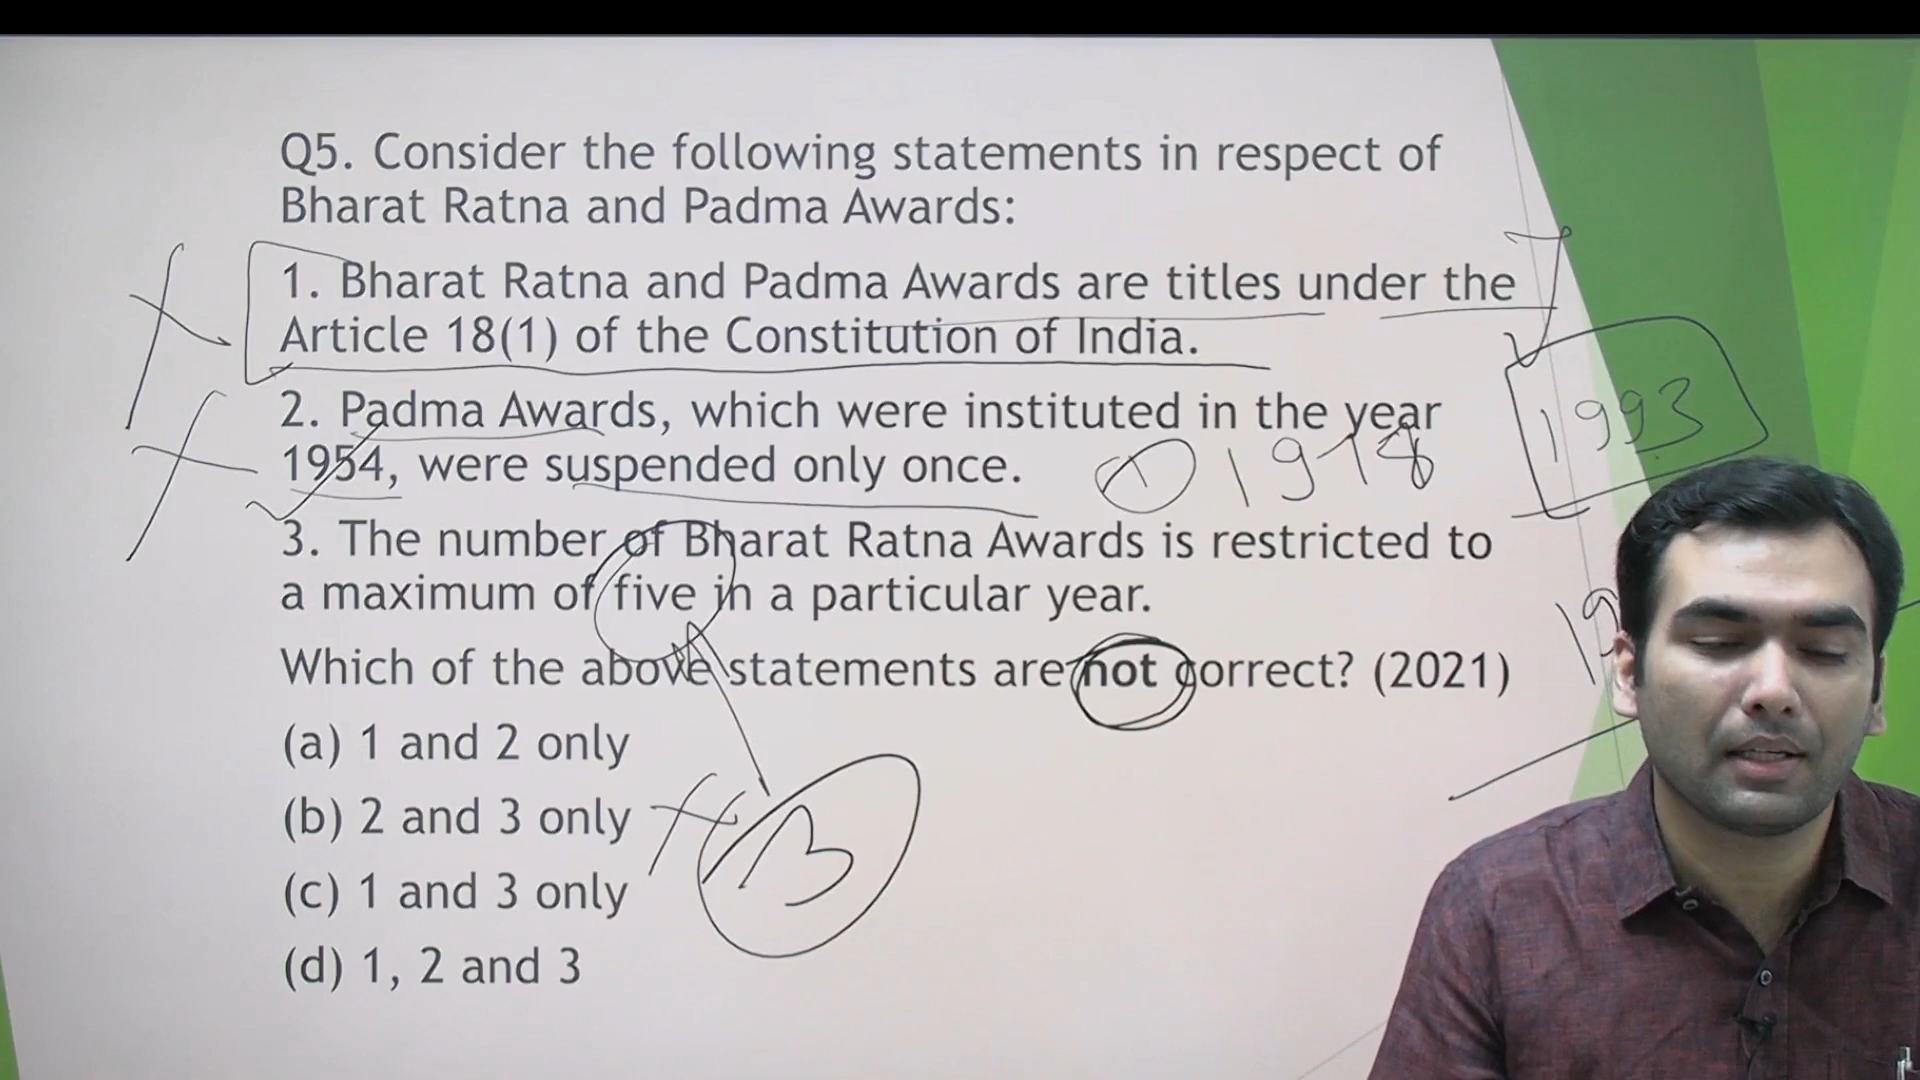 Q5. Consider the following statements in respect of
Bharat Ratna and Padma Awards:
1. Bharat Ratna and Padma Awards are titles under the
Article 18(1) of the Constitution of India.
1993
2. Padma Awards, which were instituted in the year
1954, were suspended only once.
1 1978
3. The number of Bharat Ratna Awards is restricted to
a maximum of five in a particular year.
19
Which of the above statements are not correct? (2021)
(a) 1 and 2 only
(b) 2 and 3 only
(c) 1 and 3 only
3
(d) 1, 2 and 3